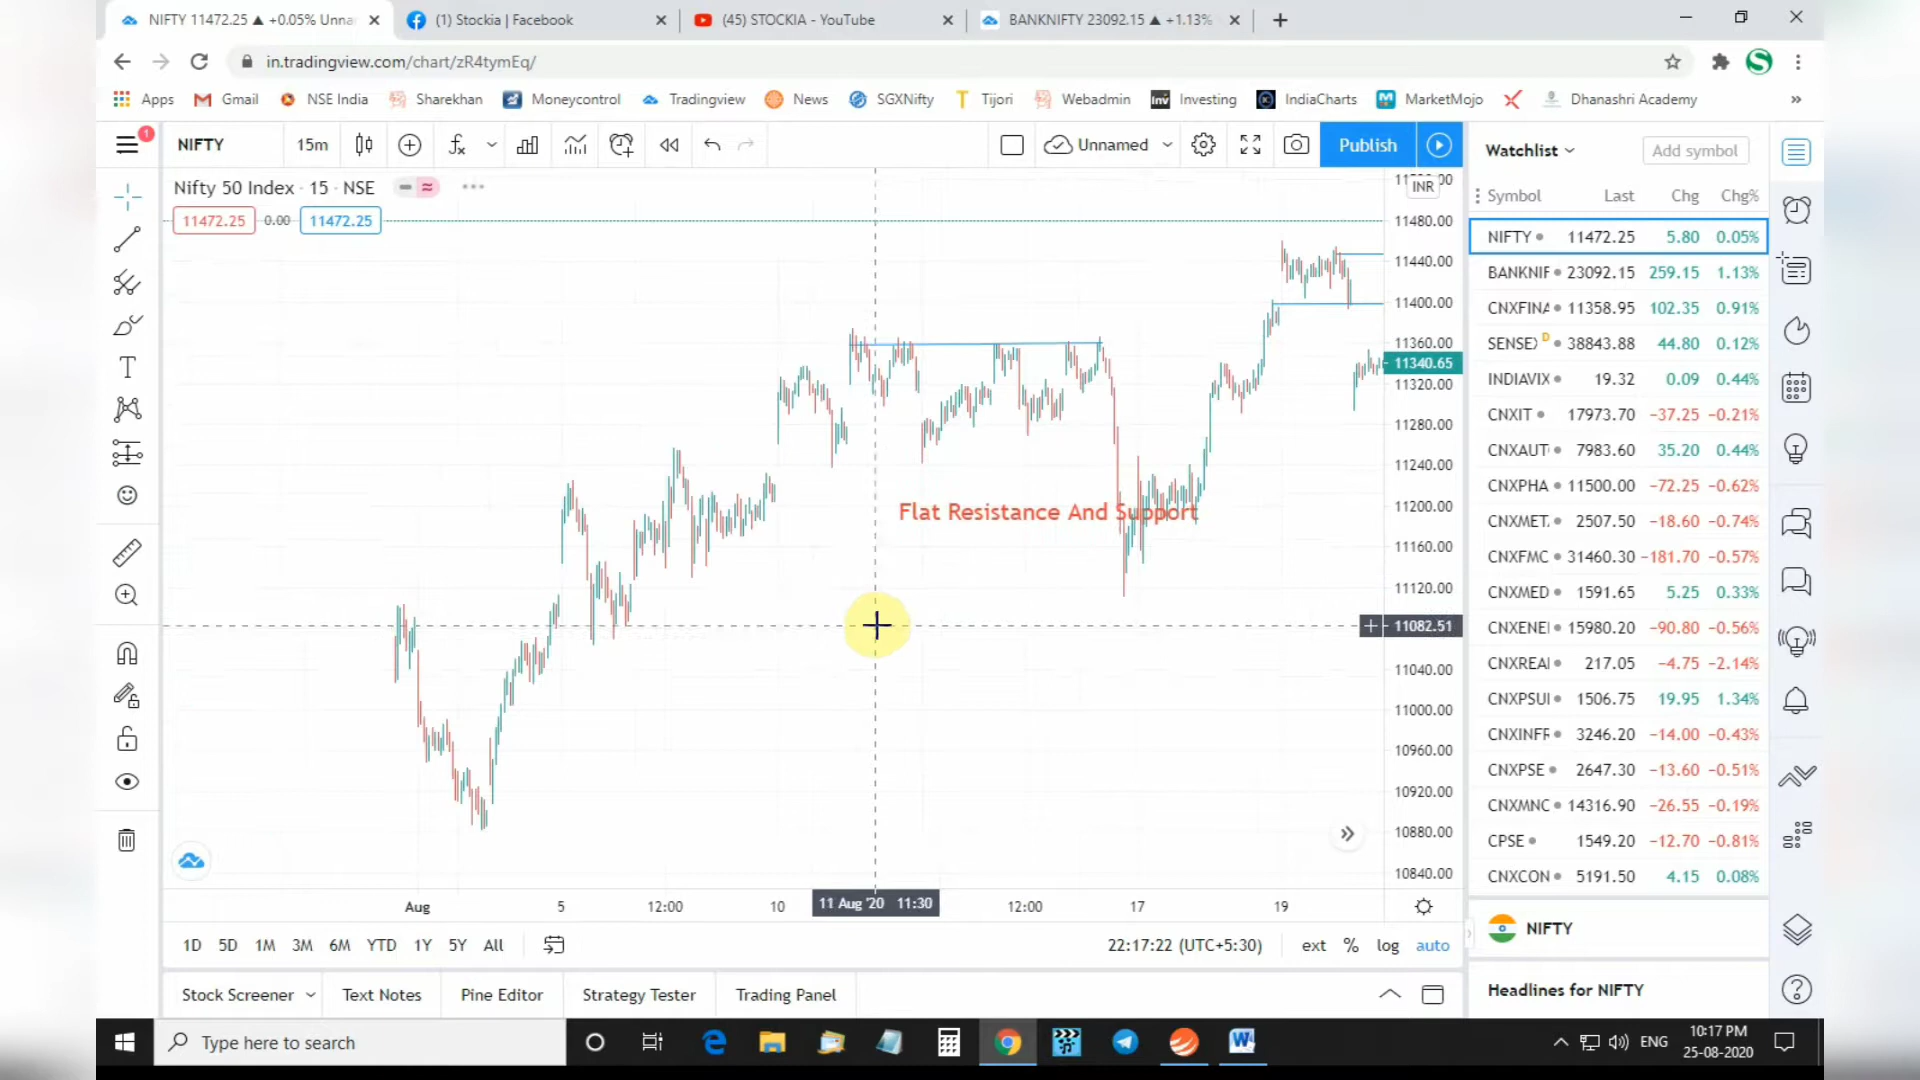 NIFTY 11472.25 ▲ +0.05% Unna
(1) Stockia | Facebook
(45) STOCKIA - YouTube
BANKNIFTY 23092.15 ▲ +1.13%
in.tradingview.com/chart/zR4tymEq/
Apps Gmail NSE India Sharekhan Moneycontrol Tradingview News SGXNifty Tijori Webadmin Investing IndiaCharts MarketMojo Dhanashri Academy
1 NIFTY 15m Unnamed Publish
Watchlist Add symbol
Nifty 50 Index · 15 · NSE
INR
11472.25 0.00 11472.25
Symbol Last Chg Chg%
NIFTY 11472.25 5.80 0.05%
BANKNIF 23092.15 259.15 1.13%
CNXFINA 11358.95 102.35 0.91%
SENSEX D 38843.88 44.80 0.12%
INDIAVIX 19.32 0.09 0.44%
CNXIT 17973.70 −37.25 −0.21%
CNXAUT 7983.60 35.20 0.44%
CNXPHA 11500.00 −72.25 −0.62%
CNXMET 2507.50 −18.60 −0.74%
CNXFMC 31460.30 −181.70 −0.57%
CNXMED 1591.65 5.25 0.33%
CNXENE 15980.20 −90.80 −0.56%
CNXREA 217.05 −4.75 −2.14%
CNXPSU 1506.75 19.95 1.34%
CNXINFR 3246.20 −14.00 −0.43%
CNXPSE 2647.30 −13.60 −0.51%
CNXMNC 14316.90 −26.55 −0.19%
CPSE 1549.20 −12.70 −0.81%
CNXCON 5191.50 4.15 0.08%
11480.00
11440.00
11400.00
11360.00
11340.65
11320.00
11280.00
11240.00
11200.00
11160.00
11120.00
11082.51
11040.00
11000.00
10960.00
10920.00
10880.00
10840.00
Flat Resistance And Support
Aug 5 12:00 10 11 Aug '20 11:30 12:00 17 19
1D 5D 1M 3M 6M YTD 1Y 5Y All
22:17:22 (UTC+5:30) ext % log auto
NIFTY
Headlines for NIFTY
Stock Screener Text Notes Pine Editor Strategy Tester Trading Panel
Type here to search
ENG
10:17 PM
25-08-2020